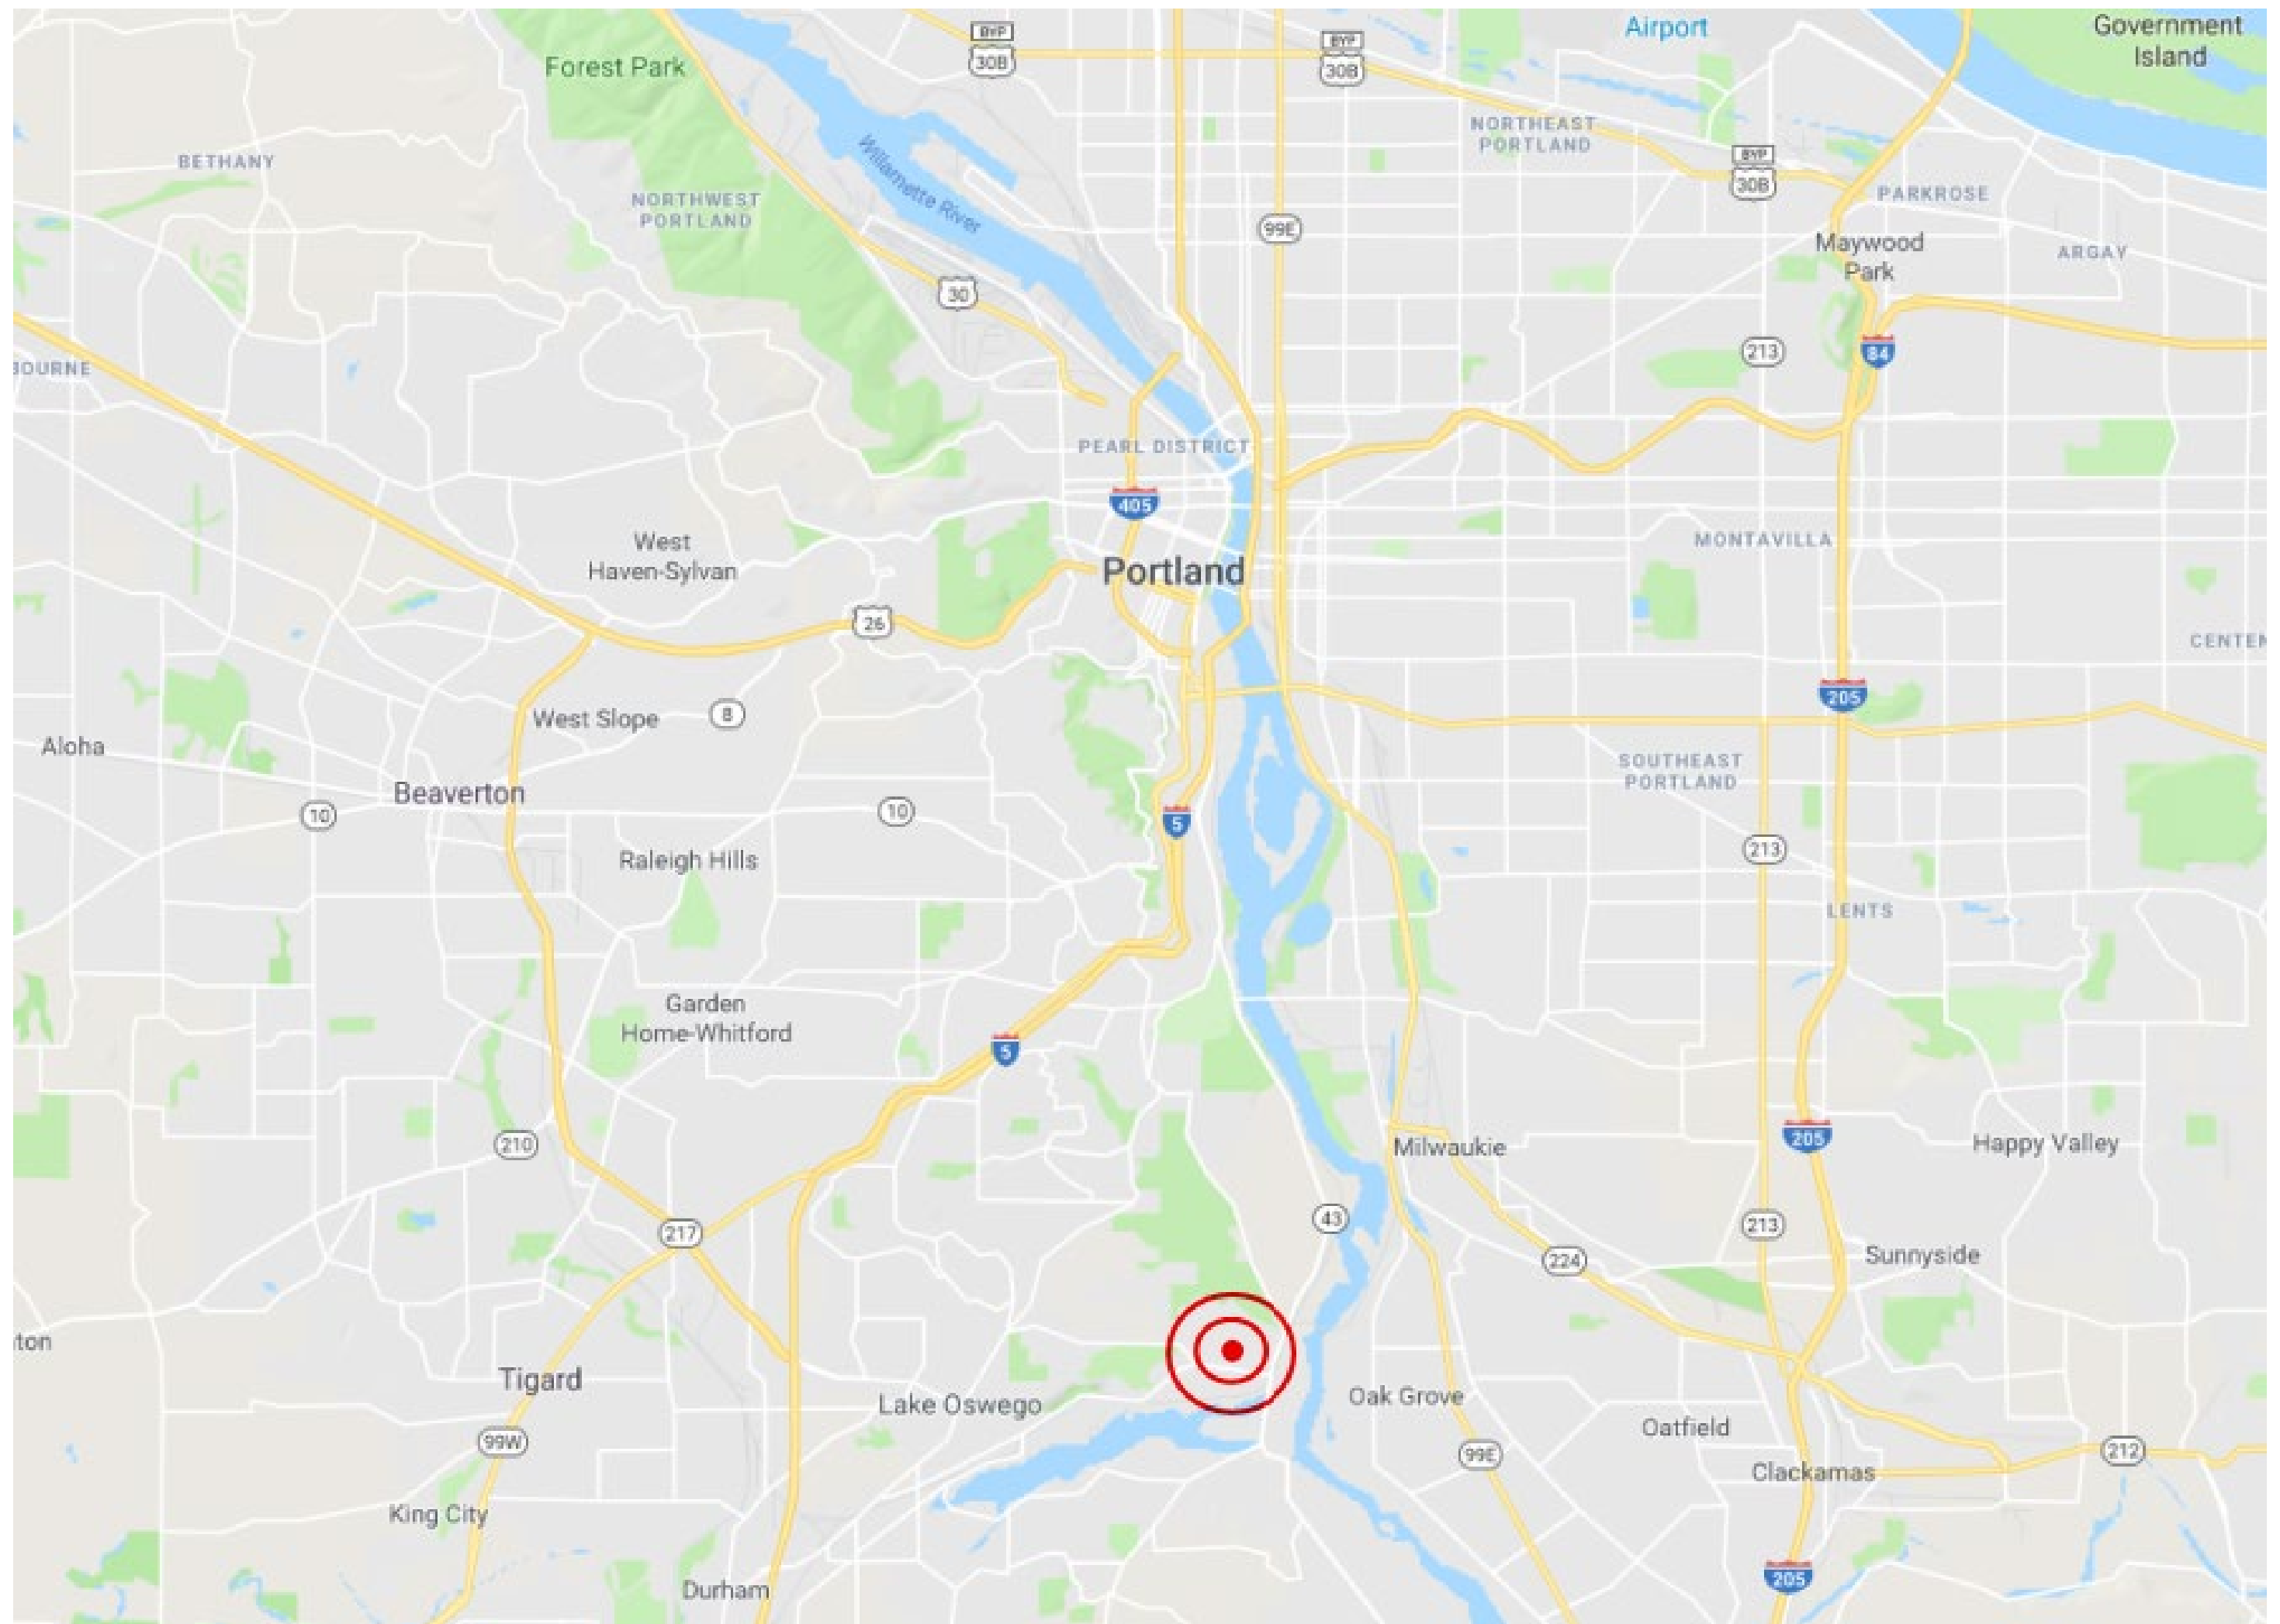 Airport
Government
Island
BYP
30B
BYP
30B
Forest Park
NORTHEAST
PORTLAND
BETHANY
Willamette River
BYP
30B
PARKROSE
NORTHWEST
PORTLAND
99E
Maywood
Park
ARGAY
30
213
84
BOURNE
PEARL DISTRICT
405
West
Haven-Sylvan
MONTAVILLA
Portland
26
CENTEN
205
West Slope
8
Aloha
SOUTHEAST
PORTLAND
Beaverton
10
10
5
213
Raleigh Hills
LENTS
Garden
Home-Whitford
5
210
Milwaukie
205
Happy Valley
217
43
213
224
Sunnyside
ton
Tigard
Lake Oswego
Oak Grove
Oatfield
99W
99E
212
Clackamas
King City
205
Durham